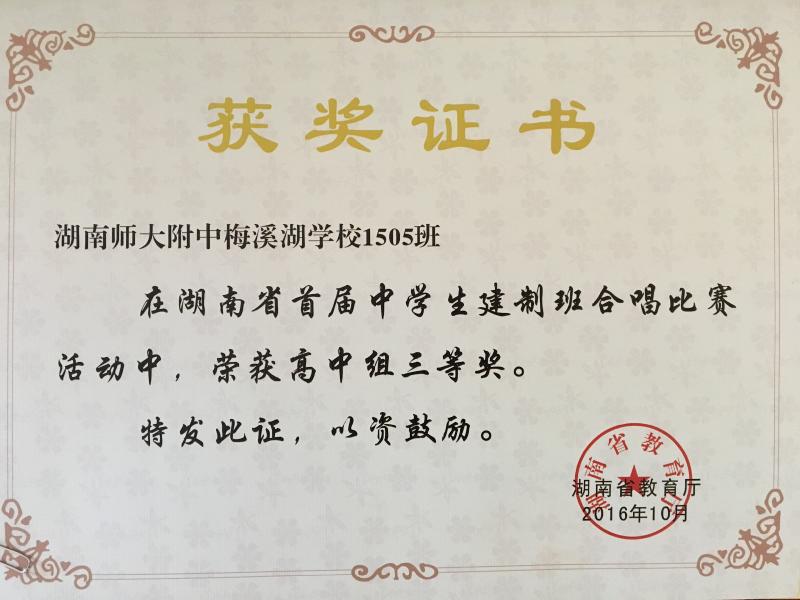 获奖证书
湖南师大附中梅溪湖学校1505班
在湖南省首届中学生建制班合唱比赛
活动中，荣获高中组三等奖。
特发此证，以资鼓励。
湖南省教育厅
湖南省教育厅
2016年10月